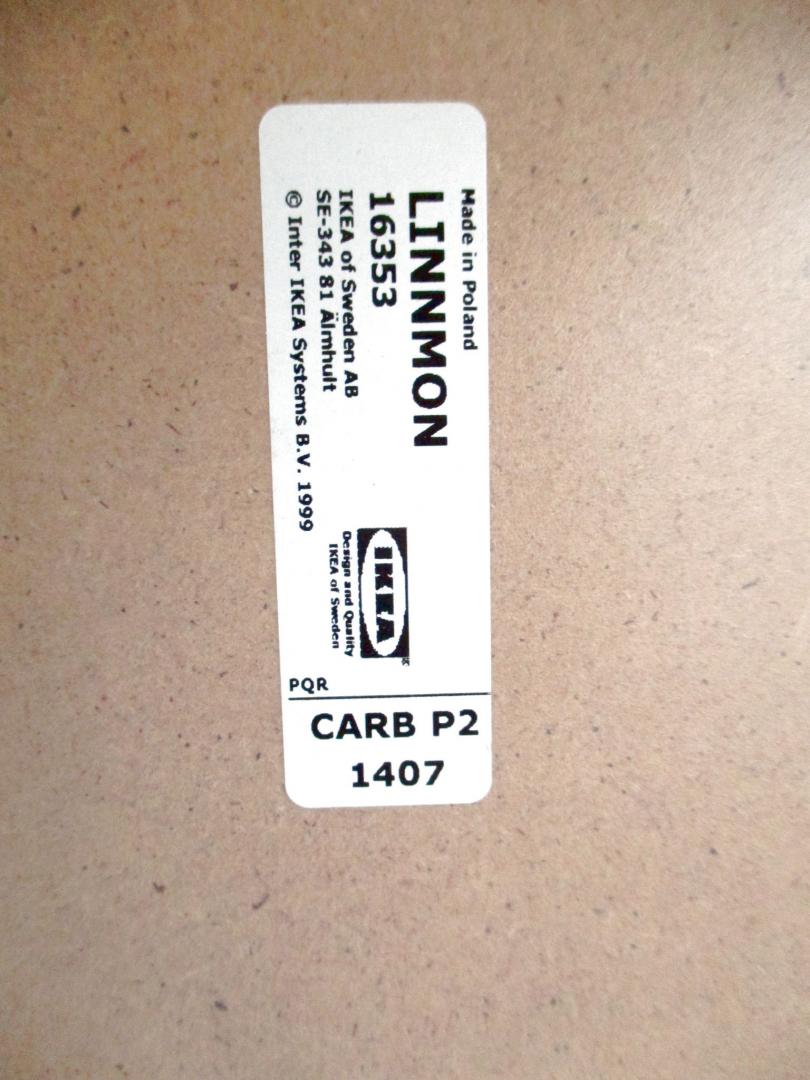 Made in Poland
LINNMON
16353
IKEA of Sweden AB
SE-343 81 Älmhult
© Inter IKEA Systems B.V. 1999
IKEA®
Design and Quality
IKEA of Sweden
PQR
CARB P2
1407